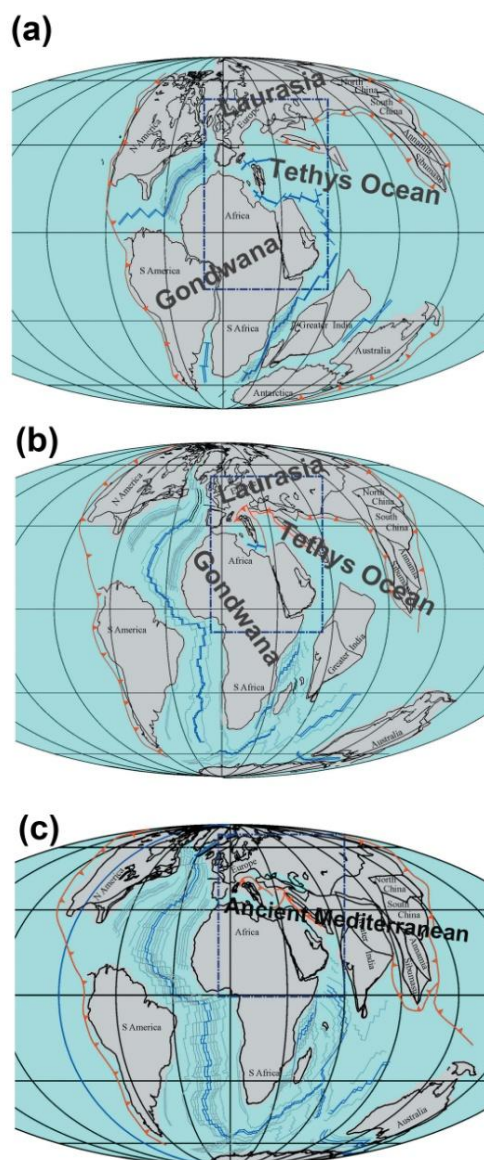 (a)
Laurasia
North
China
South
China
Annamia
Sibumasu
N America
Europe
Tethys Ocean
Africa
Gondwana
S America
S Africa
Greater India
Australia
Antarctica
(b)
Laurasia
N America
North
China
South
China
Annamia
Sibumasu
Tethys Ocean
Africa
Gondwana
S America
Greater India
S Africa
Australia
(c)
N America
Europe
North
China
South
China
Ancient Mediterranean
Africa
Greater India
Annamia
Sibumasu
S America
S Africa
Australia